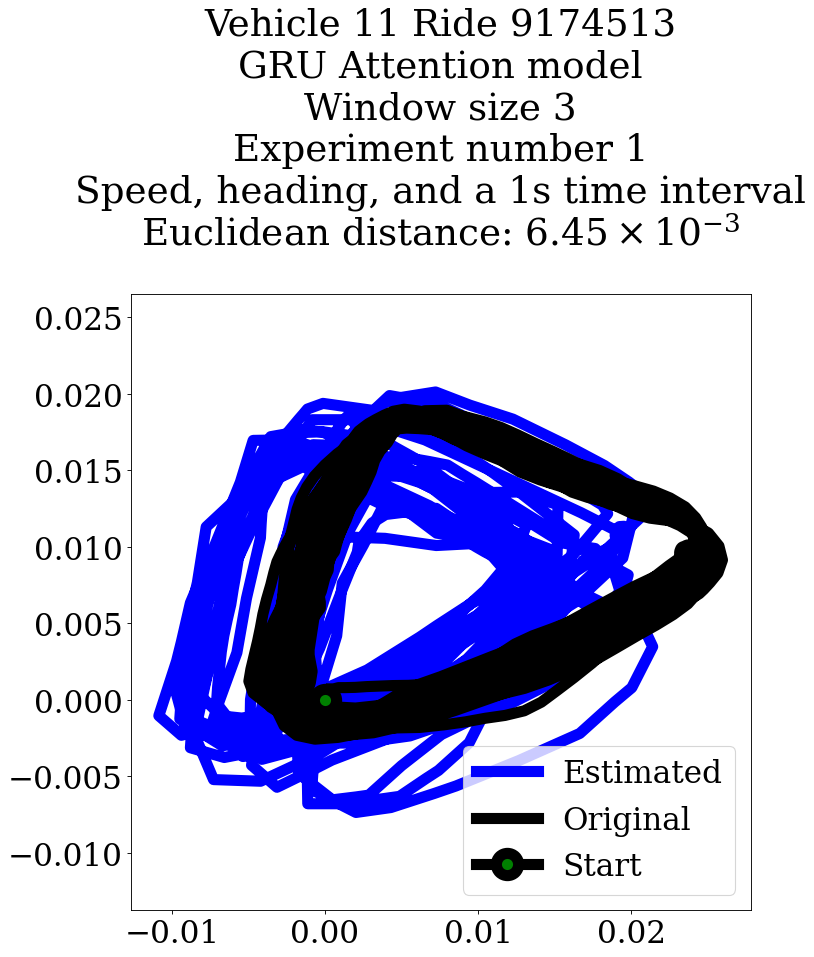 Vehicle 11 Ride 9174513
GRU Attention model
Window size 3
Experiment number 1
Speed, heading, and a 1s time interval
Euclidean distance: 6.45 × 10⁻³
0.025
0.020
0.015
0.010
0.005
0.000
−0.005
−0.010
Estimated
Original
Start
−0.01 0.00 0.01 0.02